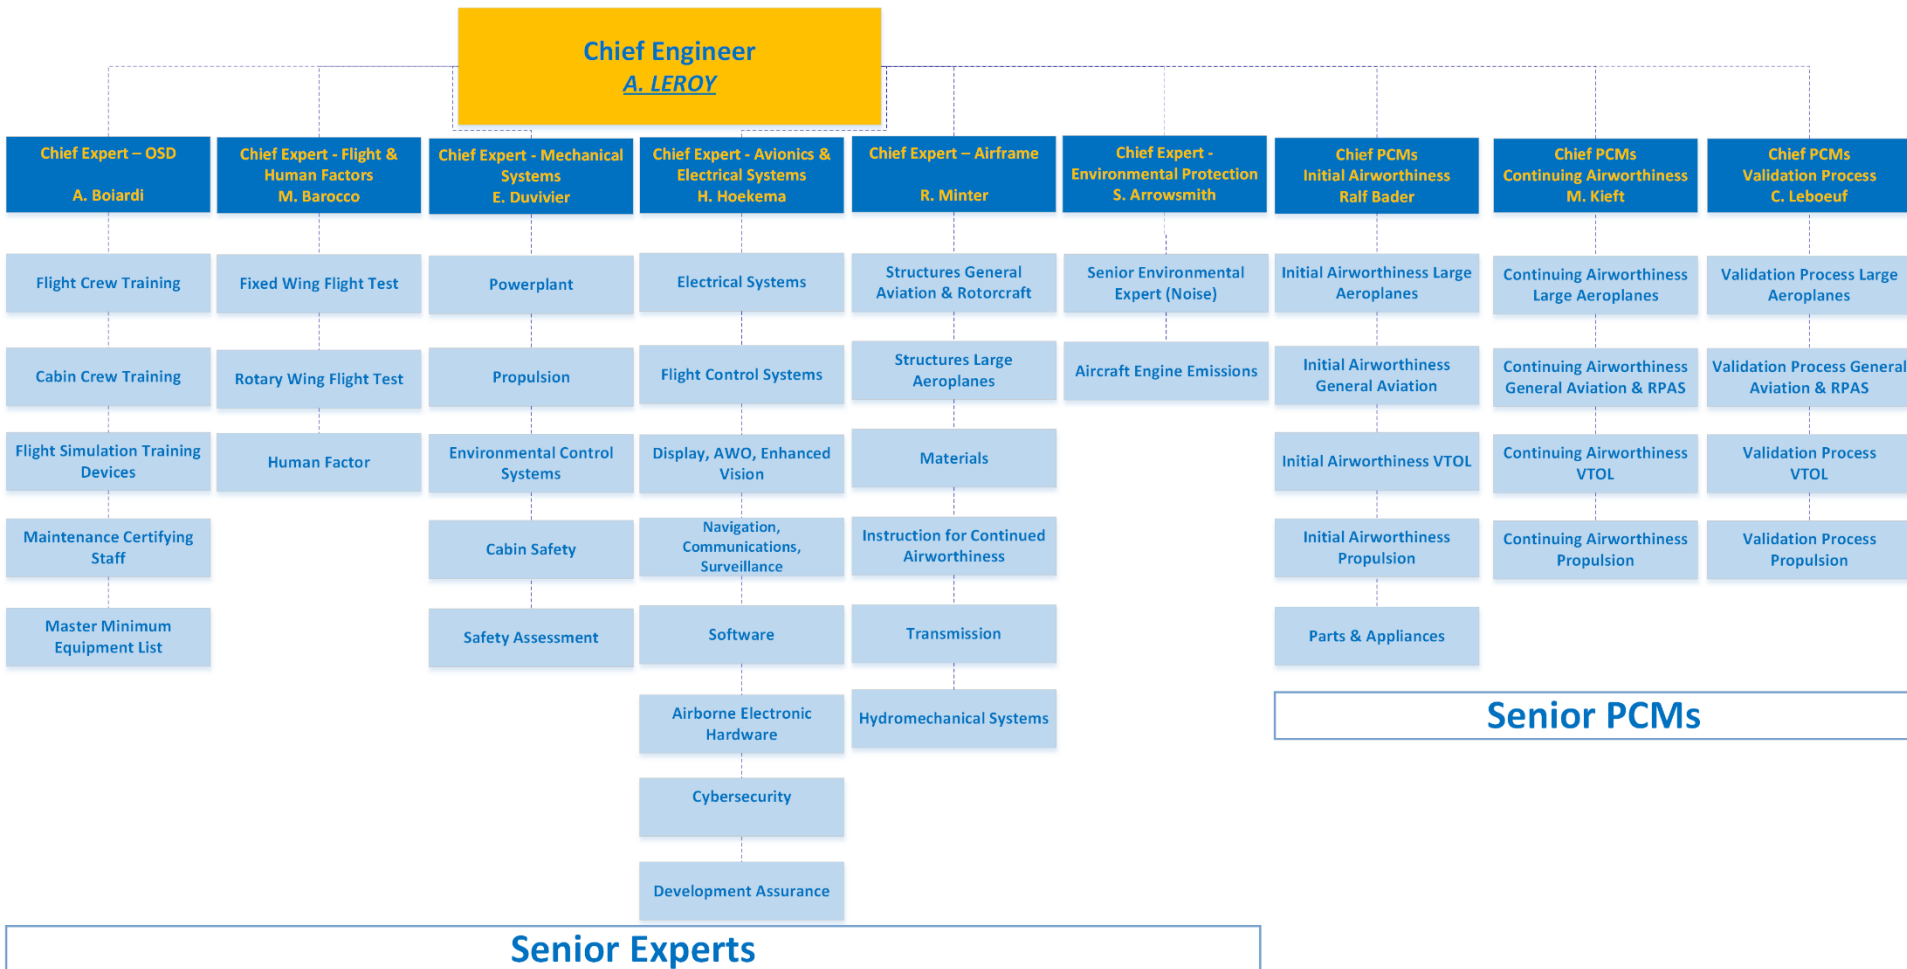 Chief Engineer
A. LEROY
Chief Expert – OSD
A. Boiardi
Flight Crew Training
Cabin Crew Training
Flight Simulation Training
Devices
Maintenance Certifying
Staff
Master Minimum
Equipment List
Chief Expert - Flight &
Human Factors
M. Barocco
Fixed Wing Flight Test
Rotary Wing Flight Test
Human Factor
Chief Expert - Mechanical
Systems
E. Duvivier
Powerplant
Propulsion
Environmental Control
Systems
Cabin Safety
Safety Assessment
Chief Expert - Avionics &
Electrical Systems
H. Hoekema
Electrical Systems
Flight Control Systems
Display, AWO, Enhanced
Vision
Navigation,
Communications,
Surveillance
Software
Airborne Electronic
Hardware
Cybersecurity
Development Assurance
Chief Expert – Airframe
R. Minter
Structures General
Aviation & Rotorcraft
Structures Large
Aeroplanes
Materials
Instruction for Continued
Airworthiness
Transmission
Hydromechanical Systems
Chief Expert -
Environmental Protection
S. Arrowsmith
Senior Environmental
Expert (Noise)
Aircraft Engine Emissions
Chief PCMs
Initial Airworthiness
Ralf Bader
Initial Airworthiness Large
Aeroplanes
Initial Airworthiness
General Aviation
Initial Airworthiness VTOL
Initial Airworthiness
Propulsion
Parts & Appliances
Chief PCMs
Continuing Airworthiness
M. Kieft
Continuing Airworthiness
Large Aeroplanes
Continuing Airworthiness
General Aviation & RPAS
Continuing Airworthiness
VTOL
Continuing Airworthiness
Propulsion
Chief PCMs
Validation Process
C. Leboeuf
Validation Process Large
Aeroplanes
Validation Process General
Aviation & RPAS
Validation Process
VTOL
Validation Process
Propulsion
Senior PCMs
Senior Experts